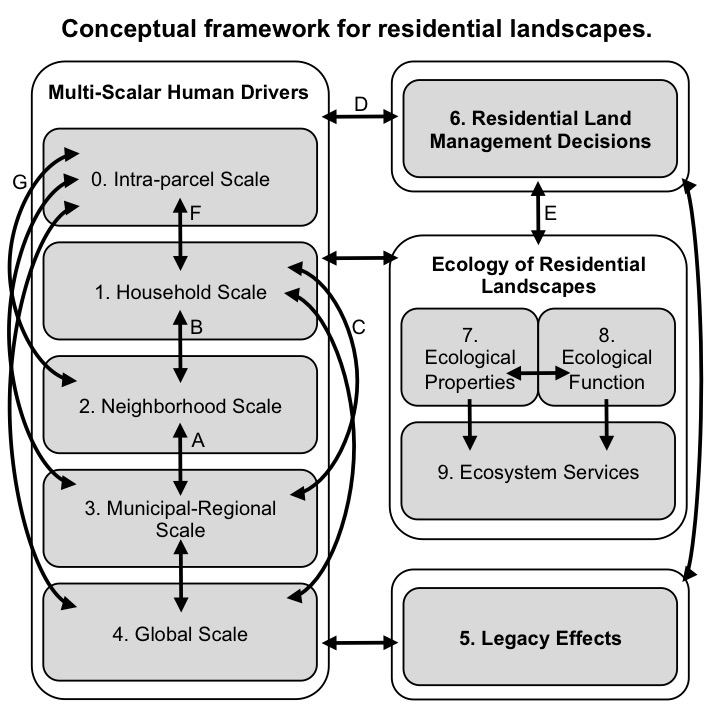 Conceptual framework for residential landscapes.
Multi-Scalar Human Drivers
D
6. Residential Land
Management Decisions
G
0. Intra-parcel Scale
F
E
1. Household Scale
Ecology of Residential
Landscapes
B
C
7.
Ecological
Properties
8.
Ecological
Function
2. Neighborhood Scale
A
9. Ecosystem Services
3. Municipal-Regional
Scale
4. Global Scale
5. Legacy Effects